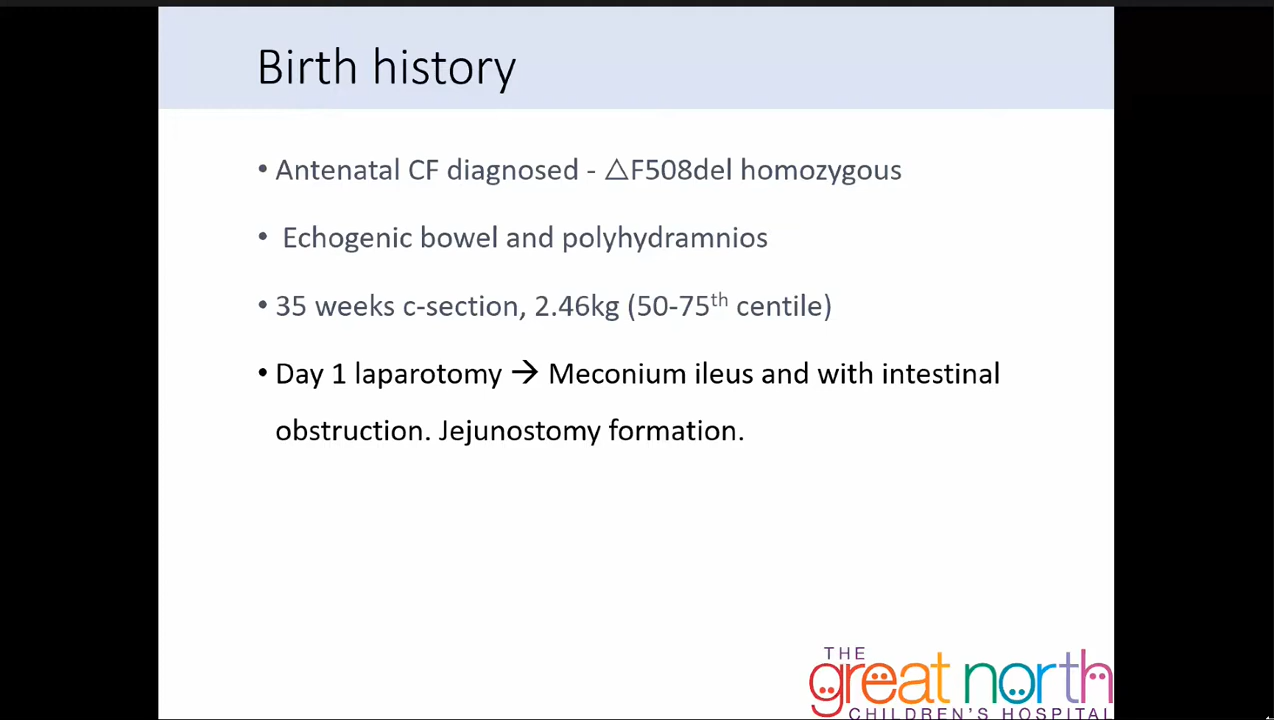 Birth history
• Antenatal CF diagnosed - △F508del homozygous
• Echogenic bowel and polyhydramnios
• 35 weeks c-section, 2.46kg (50-75th centile)
• Day 1 laparotomy → Meconium ileus and with intestinal
obstruction. Jejunostomy formation.
THE
great north
CHILDREN'S HOSPITAL